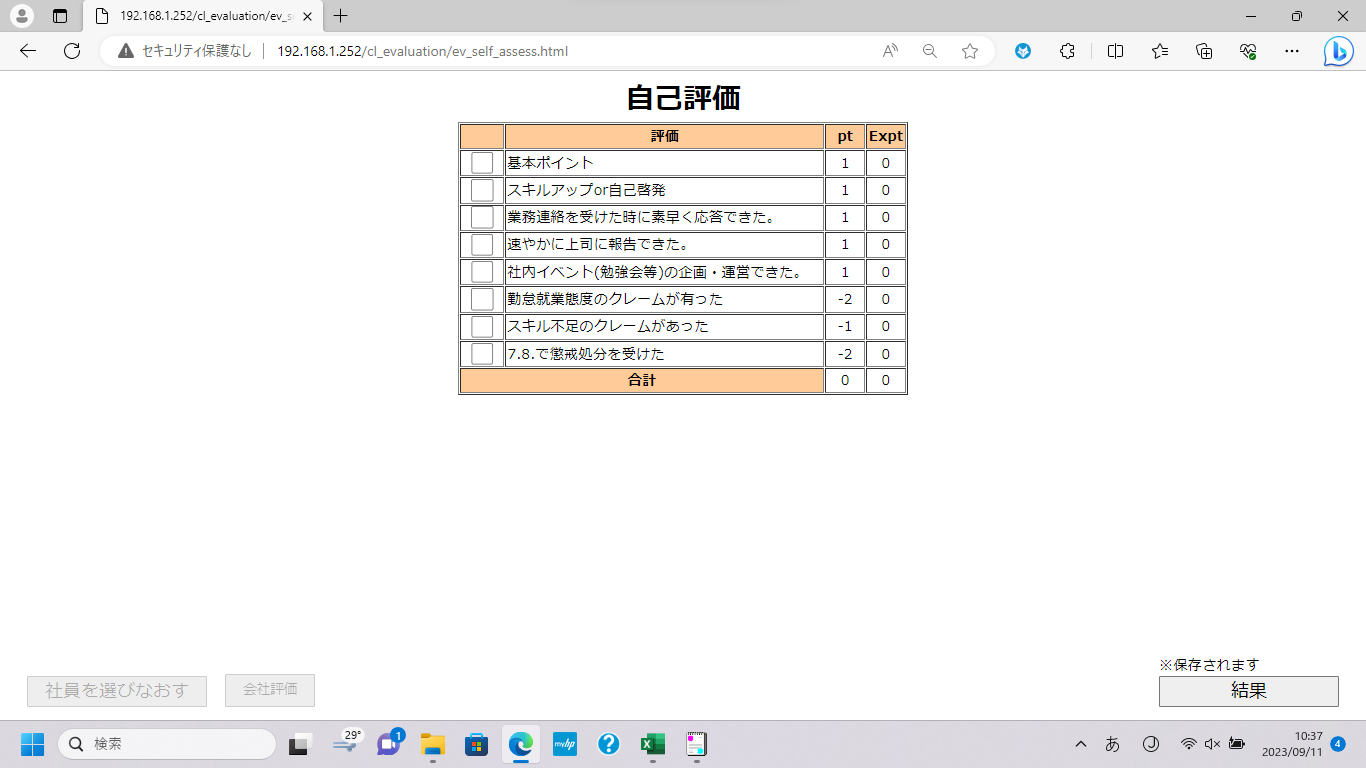 192.168.1.252/cl_evaluation/ev_s
セキュリティ保護なし
192.168.1.252/cl_evaluation/ev_self_assess.html
自己評価
評価 pt Expt
基本ポイント 1 0
スキルアップor自己啓発 1 0
業務連絡を受けた時に素早く応答できた。 1 0
速やかに上司に報告できた。 1 0
社内イベント(勉強会等)の企画・運営できた。 1 0
勤怠就業態度のクレームが有った -2 0
スキル不足のクレームがあった -1 0
7.8.で懲戒処分を受けた -2 0
合計 0 0
※保存されます
社員を選びなおす 会社評価 結果
検索
29°
1
myhp
あ
10:37
2023/09/11
4